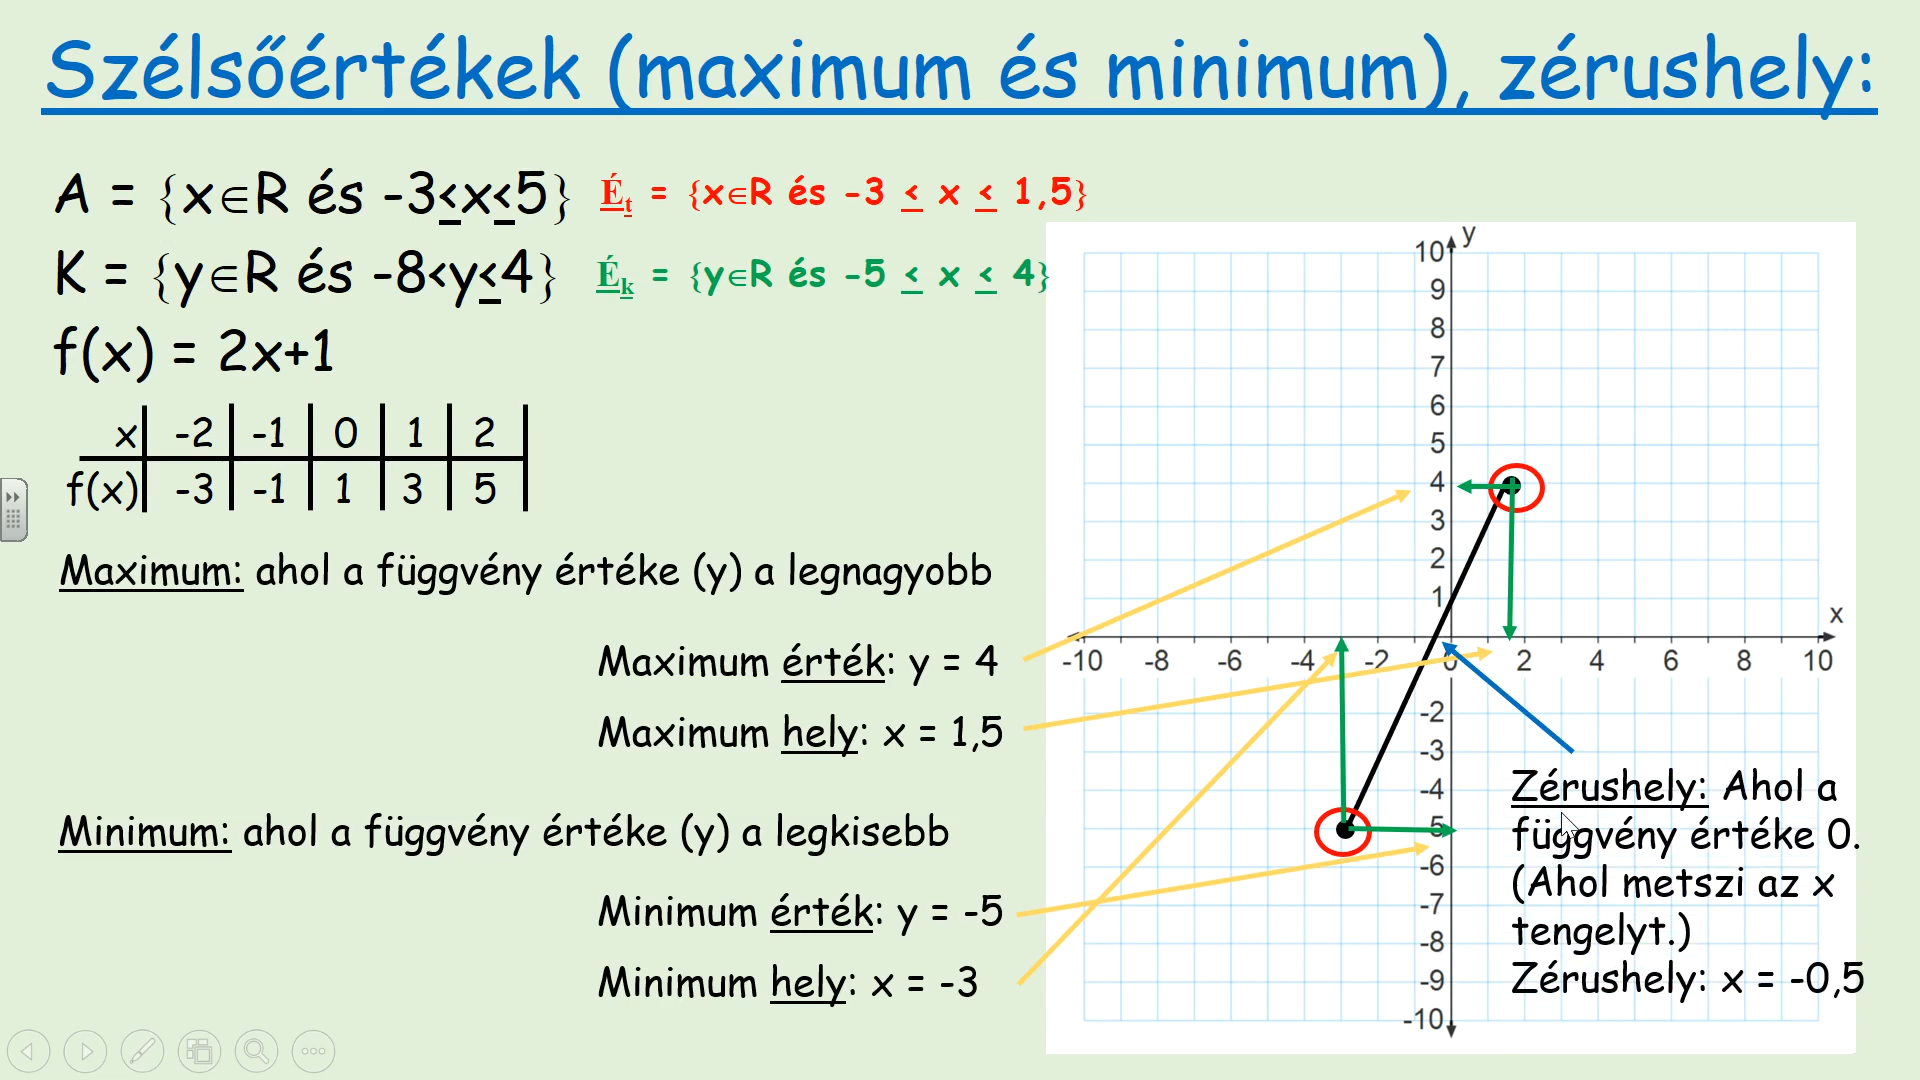 Szélsőértékek (maximum és minimum), zérushely:
A = {x∈R és -3≤x≤5}
É_t = {x∈R és -3 ≤ x ≤ 1,5}
K = {y∈R és -8<y≤4}
É_k = {y∈R és -5 ≤ x ≤ 4}
f(x) = 2x+1
x -2 -1 0 1 2
f(x) -3 -1 1 3 5
Maximum: ahol a függvény értéke (y) a legnagyobb
Maximum érték: y = 4
Maximum hely: x = 1,5
Minimum: ahol a függvény értéke (y) a legkisebb
Minimum érték: y = -5
Minimum hely: x = -3
y
10
9
8
7
6
5
4
3
2
1
x
-10 -8 -6 -4 -2 0 2 4 6 8 10
-2
-3
-4
-5
-6
-7
-8
-9
-10
Zérushely: Ahol a
függvény értéke 0.
(Ahol metszi az x
tengelyt.)
Zérushely: x = -0,5